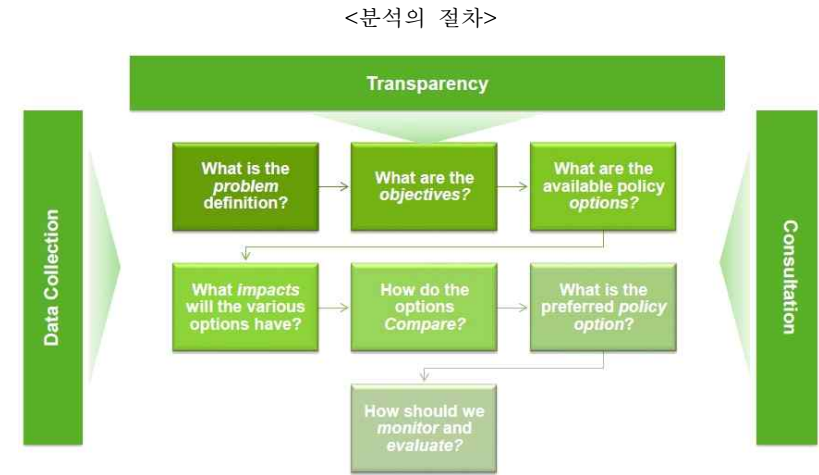 <분석의 절차>
Transparency
Data Collection
What is the
problem
definition?
What are the
objectives?
What are the
available policy
options?
Consultation
What impacts
will the various
options have?
How do the
options
Compare?
What is the
preferred policy
option?
How should we
monitor and
evaluate?